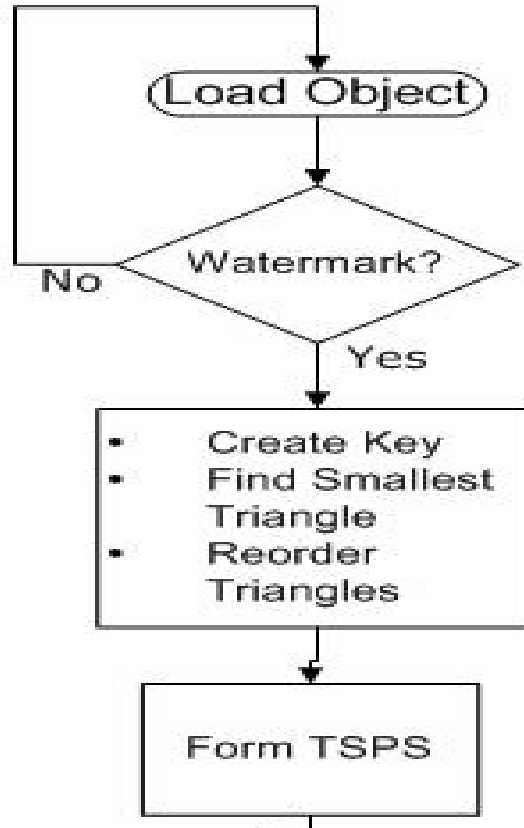 Load Object
Watermark?
No
Yes
• Create Key
• Find Smallest
Triangle
• Reorder
Triangles
Form TSPS